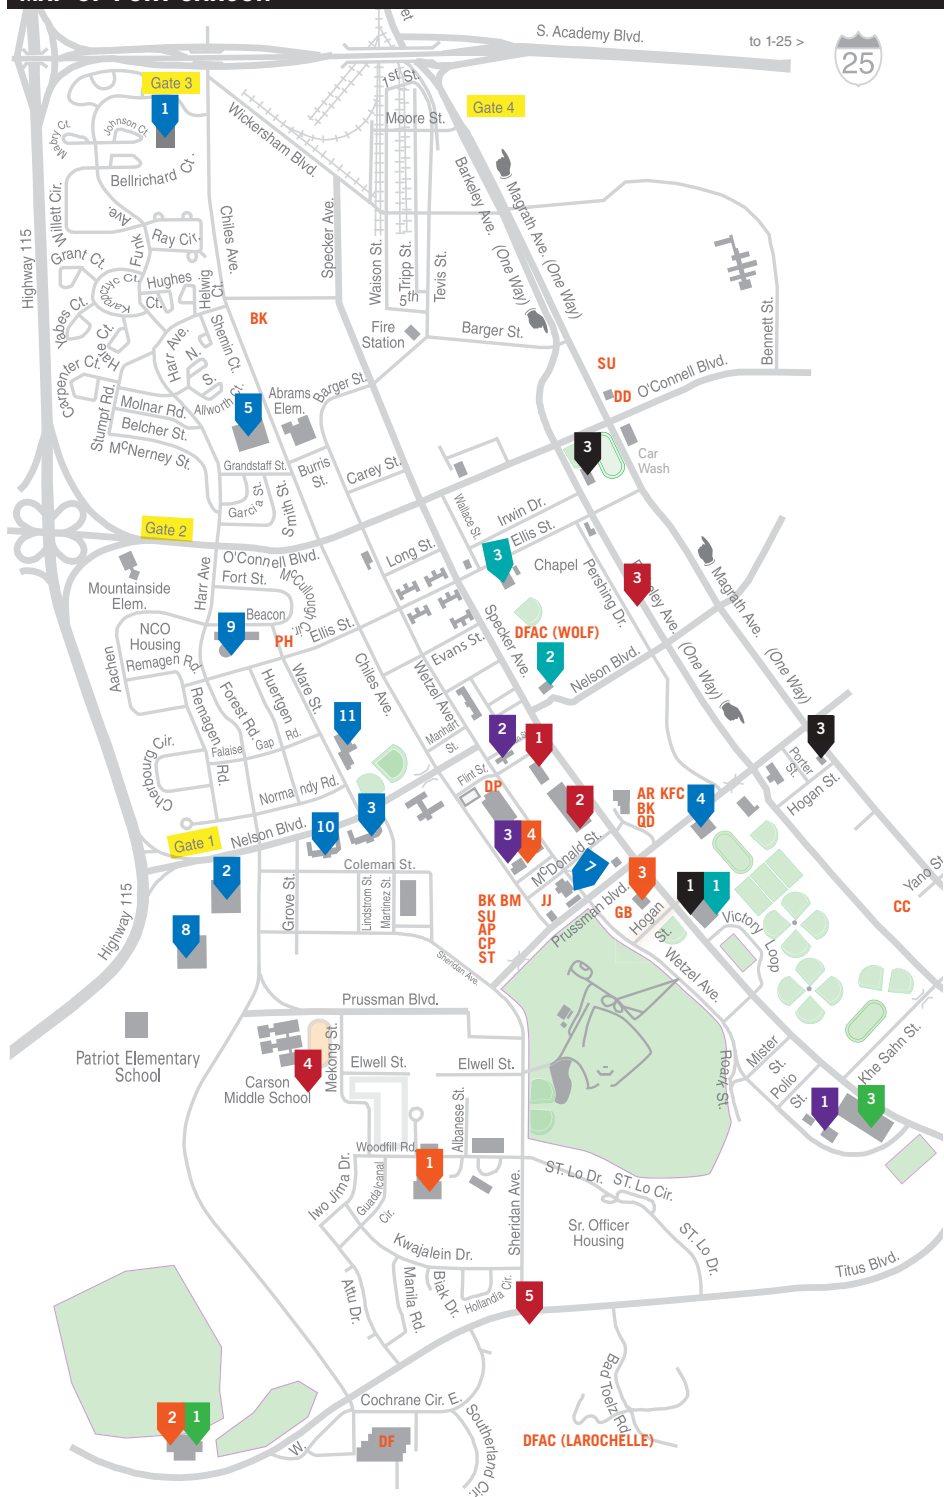 MAP OF FORT CARSON
S. Academy Blvd.
to 1-25 >
25
Gate 3
1
1st St.
Moore St.
Gate 4
Mabry Ct.
Johnson Ct.
Bellrichard Ct.
Wickersham Blvd.
Barkeley Ave.
(One Way)
Magrath Ave. (One Way)
Highway 115
Willett Cir.
Ave.
Funk
Ray Cir.
Chiles Ave.
Specker Ave.
Waison St.
Tripp St.
5th
Tevis St.
Grant Ct.
Hughes
Ct.
Helwig
Ct.
Yabes Ct.
Hale Ct.
Harr Ave.
N.
S.
Shemin Ct.
BK
Fire
Station
Barger St.
Bennett St.
SU
DD
O'Connell Blvd.
Carpenter Ct.
Stumpf Rd.
Molnar Rd.
Belcher St.
McNerney St.
5
Abrams
Elem.
Barger St.
Grandstaff St.
Burris
St.
Carey St.
3
Car
Wash
Garcia St.
Smith St.
Wallace St.
Irwin Dr.
Ellis St.
Gate 2
O'Connell Blvd.
Fort St.
Long St.
3
Chapel
Mountainside
Elem.
Harr Ave
McCullough Cir.
Pershing Dr.
3
Magrath Ave.
(One Way)
NCO
Housing
Beacon
9
PH
Ellis St.
Evans St.
Specker Ave.
DFAC (WOLF)
2
Nelson Blvd.
(One Way)
Aachen
Remagen Rd.
Remagen
Rd.
Forest Rd.
Huertgen
Rd.
Ware St.
Chiles Ave.
Wetzel Ave.
Manhart
St.
11
2
1
3
Cherbourg Cir.
Falaise
Gap
Normandy Rd.
Flint St.
DP
2
AR KFC
BK
QD
4
Porter
St.
Hogan St.
Gate 1
Nelson Blvd.
10
3
3
4
McDonald St.
7
Yano St.
2
Coleman St.
Grove St.
Lindstrom St.
Martinez St.
BK BM
SU
AP
CP
ST
JJ
Prussman blvd.
3
GB
Hogan
St.
1
1
Victory
Loop
CC
Highway 115
8
Sheridan Ave.
Wetzel Ave.
Prussman Blvd.
Patriot Elementary
School
Carson
Middle School
4
Mekong St.
Elwell St.
Elwell St.
Roark St.
Mister
St.
Polio
St.
Khe Sahn St.
1
3
Albanese St.
Woodfill Rd.
1
Iwo Jima Dr.
Guadalcanal
Cir.
Kwajalein Dr.
Sheridan Ave.
ST. Lo Dr.
ST. Lo Cir.
Sr. Officer
Housing
ST. Lo Dr.
Titus Blvd.
Attu Dr.
Manila Rd.
Biak Dr.
Hollandia Cir.
5
Bad Toelz Rd.
2
1
W.
Cochrane Cir. E.
DF
Southerland Cir.
DFAC (LAROCHELLE)